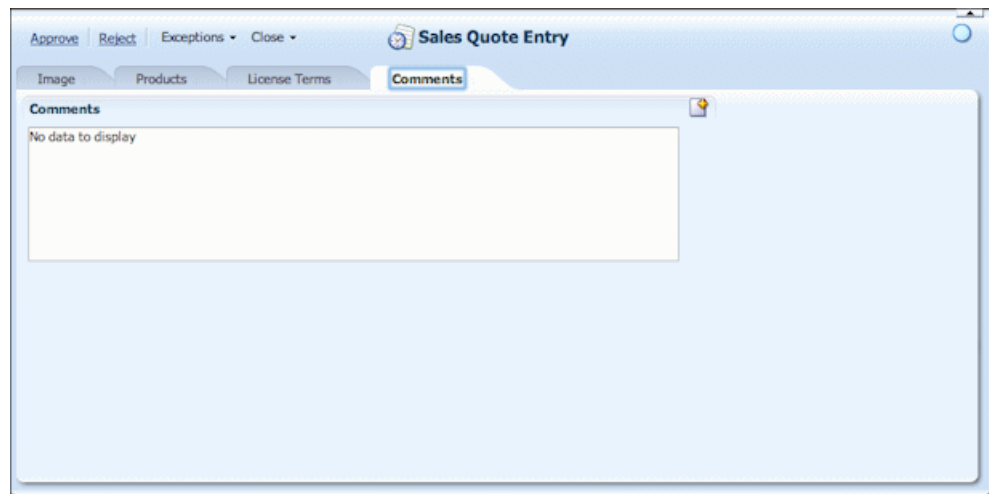 Approve Reject Exceptions Close Sales Quote Entry
Image Products License Terms Comments
Comments
No data to display